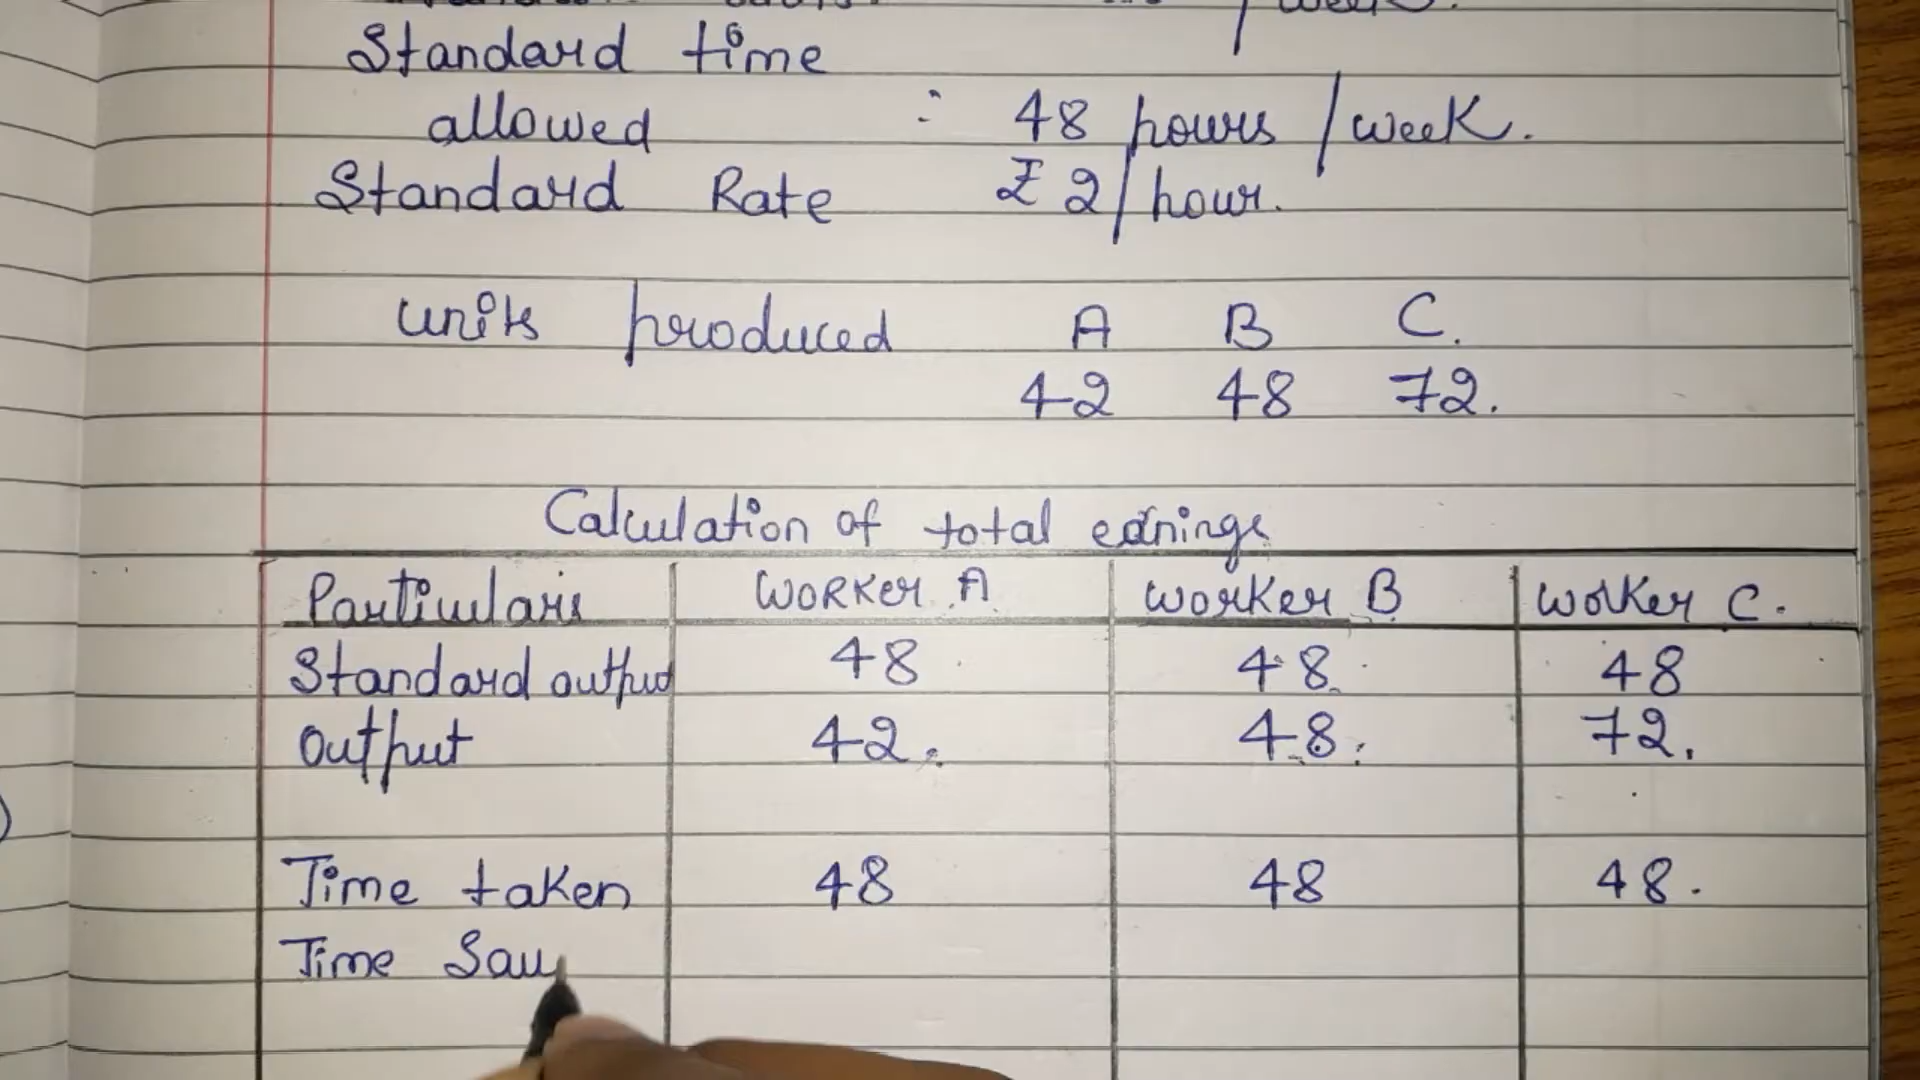 Standard time
allowed : 48 hours / week.
Standard Rate ₹ 2/hour.
units produced A B C.
42 48 72.
Calculation of total earnings
Particulars WORKER A WORKER B WORKER C.
Standard output 48 48 48
Output 42. 48. 72.
Time taken 48 48 48.
Time Sav